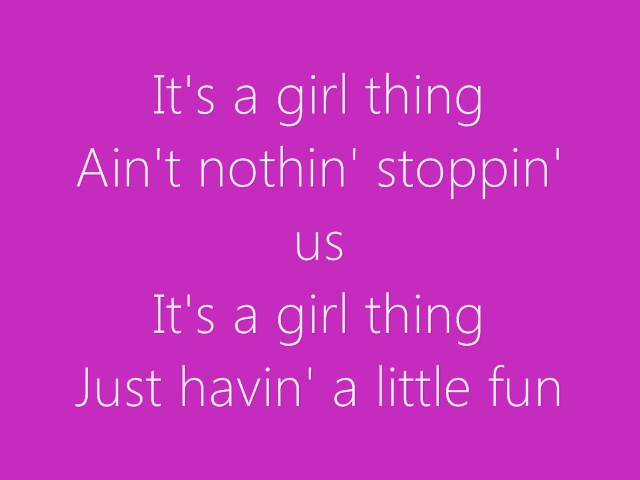 It's a girl thing
Ain't nothin' stoppin'
us
It's a girl thing
Just havin' a little fun